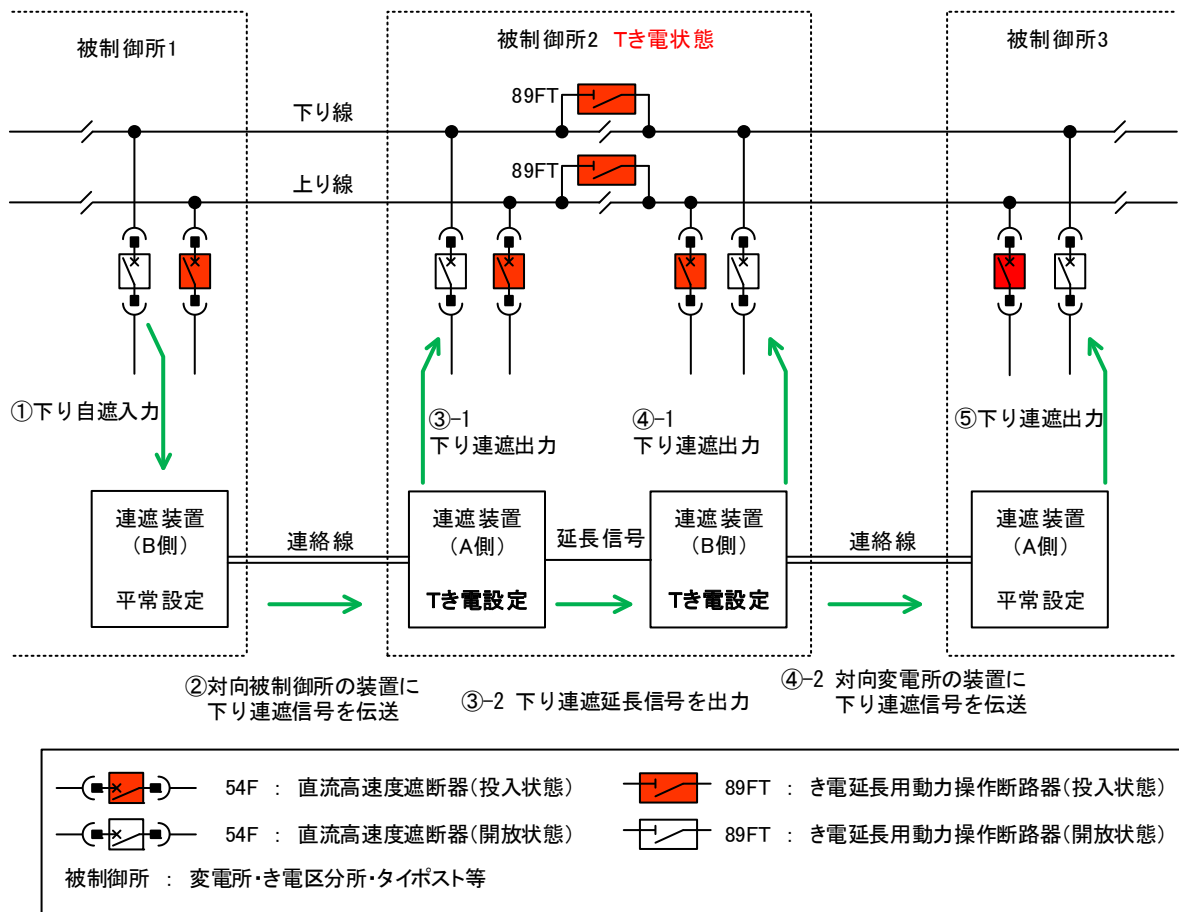 被制御所1
被制御所2 Tき電状態
被制御所3
89FT
下り線
89FT
上り線
①下り自遮入力
③-1
下り連遮出力
④-1
下り連遮出力
⑤下り連遮出力
連遮装置
(B側)
平常設定
連絡線
連遮装置
(A側)
Tき電設定
延長信号
連遮装置
(B側)
Tき電設定
連絡線
連遮装置
(A側)
平常設定
②対向被制御所の装置に
下り連遮信号を伝送
③-2 下り連遮延長信号を出力
④-2 対向変電所の装置に
下り連遮信号を伝送
54F : 直流高速度遮断器(投入状態)
89FT : き電延長用動力操作断路器(投入状態)
54F : 直流高速度遮断器(開放状態)
89FT : き電延長用動力操作断路器(開放状態)
被制御所 : 変電所・き電区分所・タイポスト等